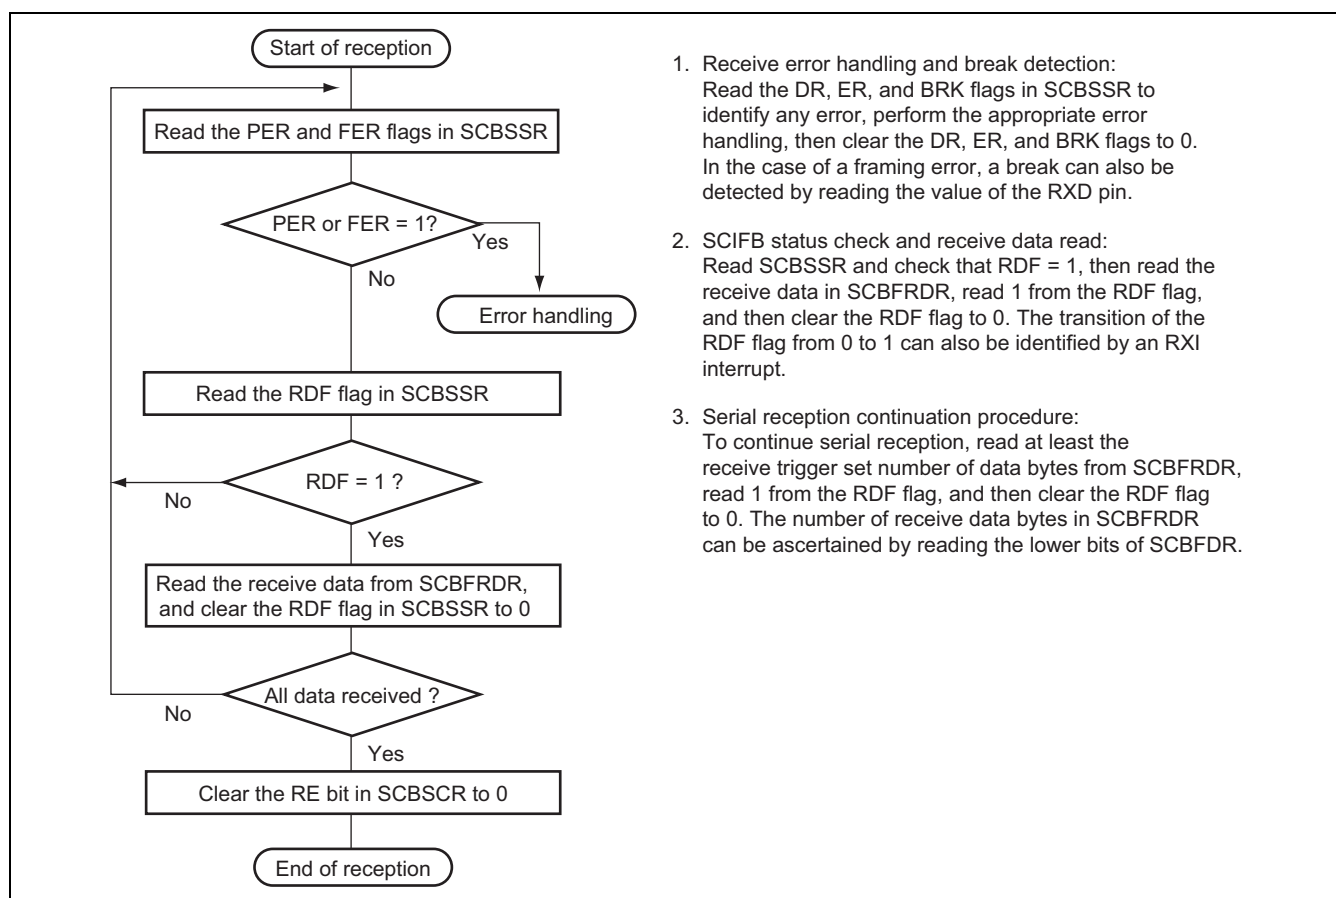 Start of reception
Read the PER and FER flags in SCBSSR
PER or FER = 1?
Yes
No
Error handling
Read the RDF flag in SCBSSR
RDF = 1 ?
No
Yes
Read the receive data from SCBFRDR,
and clear the RDF flag in SCBSSR to 0
All data received ?
No
Yes
Clear the RE bit in SCBSCR to 0
End of reception
1. Receive error handling and break detection:
Read the DR, ER, and BRK flags in SCBSSR to
identify any error, perform the appropriate error
handling, then clear the DR, ER, and BRK flags to 0.
In the case of a framing error, a break can also be
detected by reading the value of the RXD pin.
2. SCIFB status check and receive data read:
Read SCBSSR and check that RDF = 1, then read the
receive data in SCBFRDR, read 1 from the RDF flag,
and then clear the RDF flag to 0. The transition of the
RDF flag from 0 to 1 can also be identified by an RXI
interrupt.
3. Serial reception continuation procedure:
To continue serial reception, read at least the
receive trigger set number of data bytes from SCBFRDR,
read 1 from the RDF flag, and then clear the RDF flag
to 0. The number of receive data bytes in SCBFRDR
can be ascertained by reading the lower bits of SCBFDR.